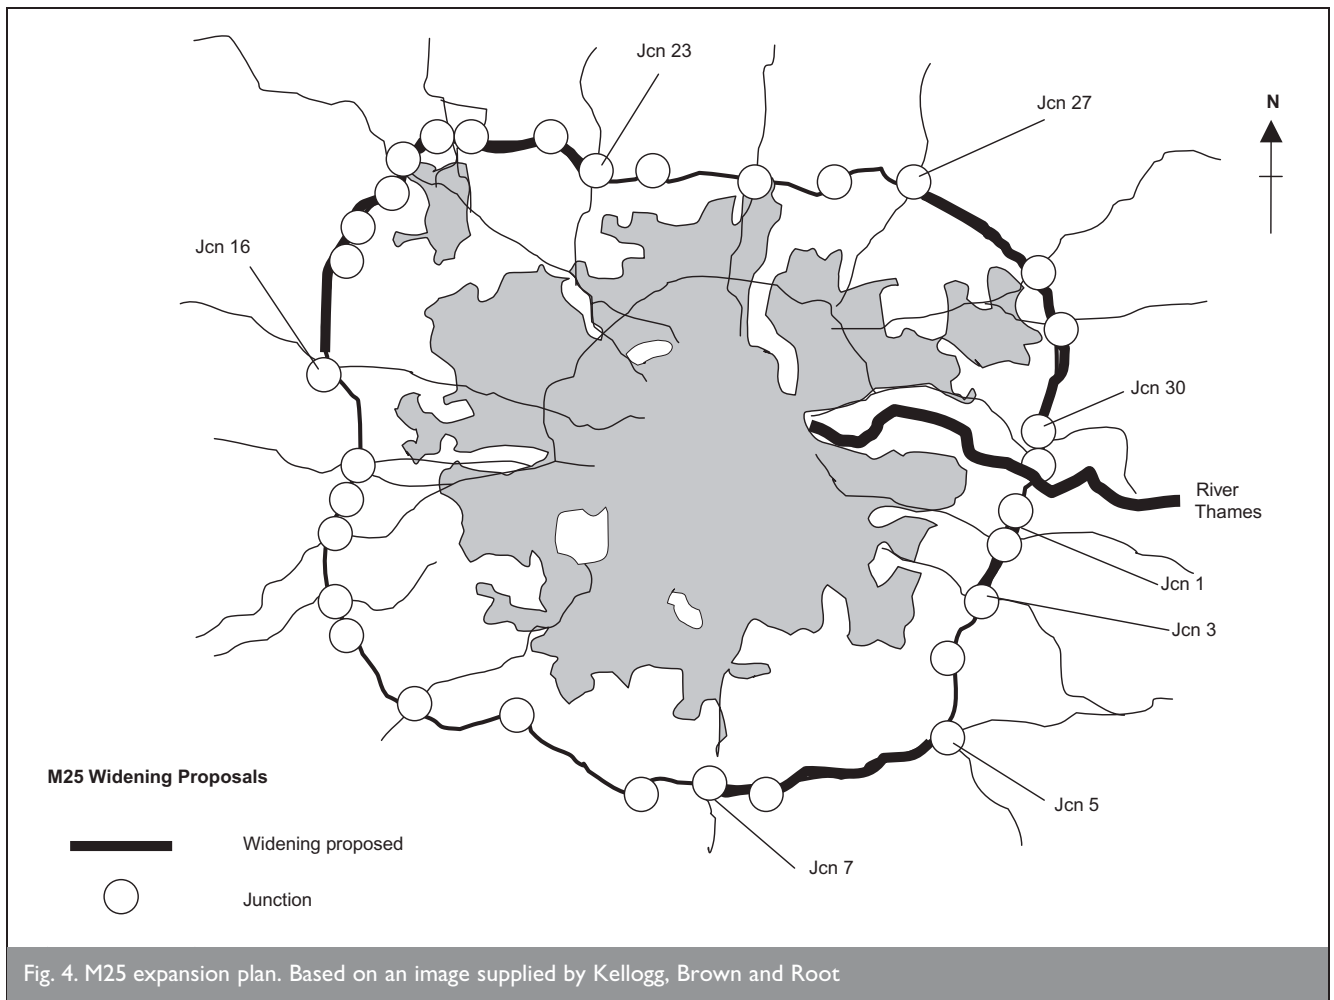 Jcn 23
Jcn 27
N
Jcn 16
Jcn 30
River
Thames
Jcn 1
Jcn 3
M25 Widening Proposals
Jcn 5
Widening proposed
Jcn 7
Junction
Fig. 4. M25 expansion plan. Based on an image supplied by Kellogg, Brown and Root